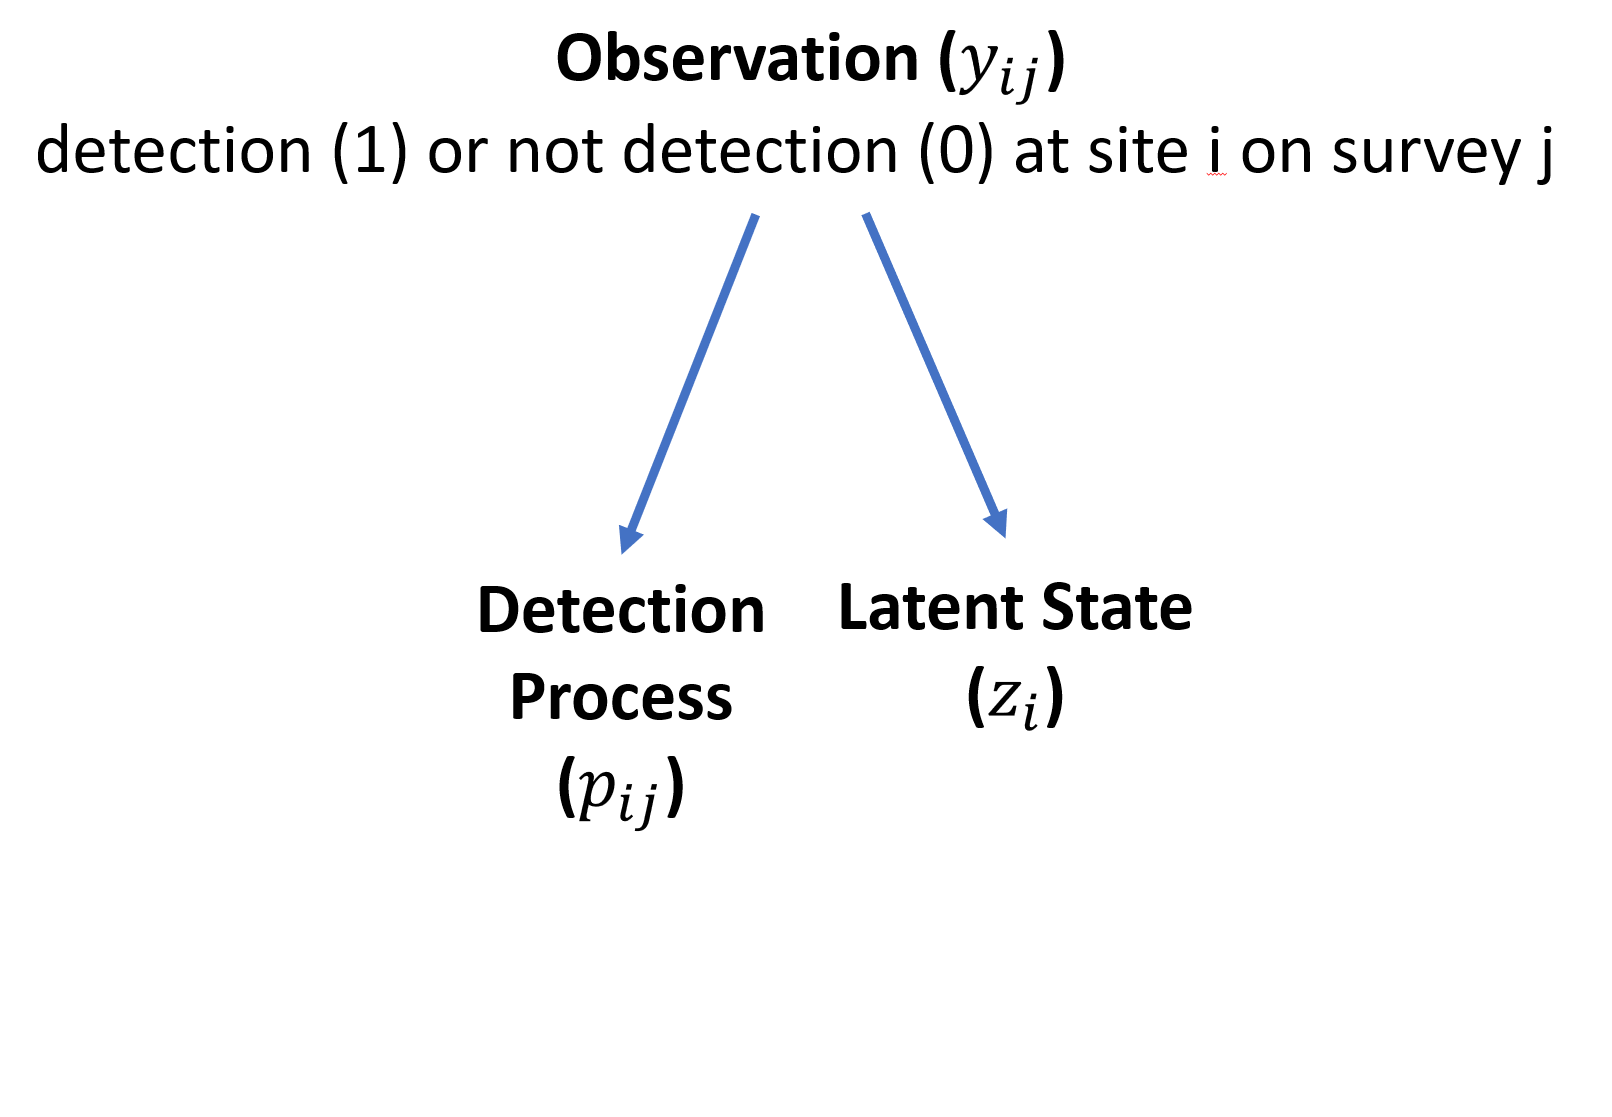 Observation (y_{ij})
detection (1) or not detection (0) at site i on survey j
Detection
Process
(p_{ij})
Latent State
(z_i)